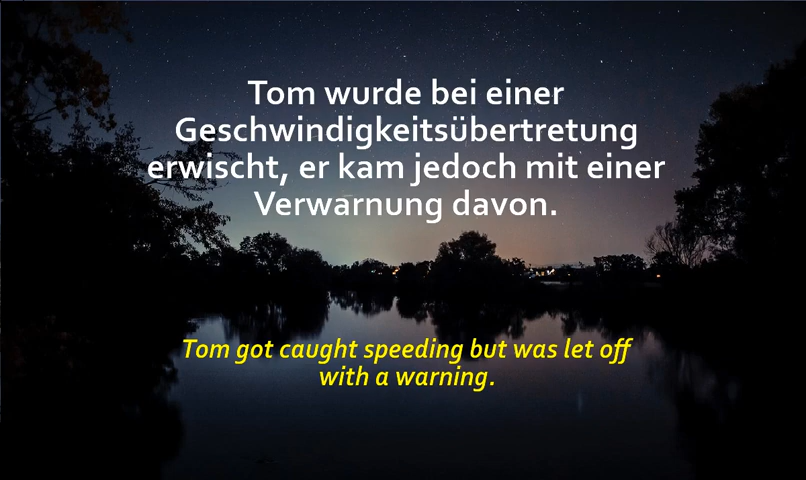 Tom wurde bei einer
Geschwindigkeitsübertretung
erwischt, er kam jedoch mit einer
Verwarnung davon.
Tom got caught speeding but was let off
with a warning.